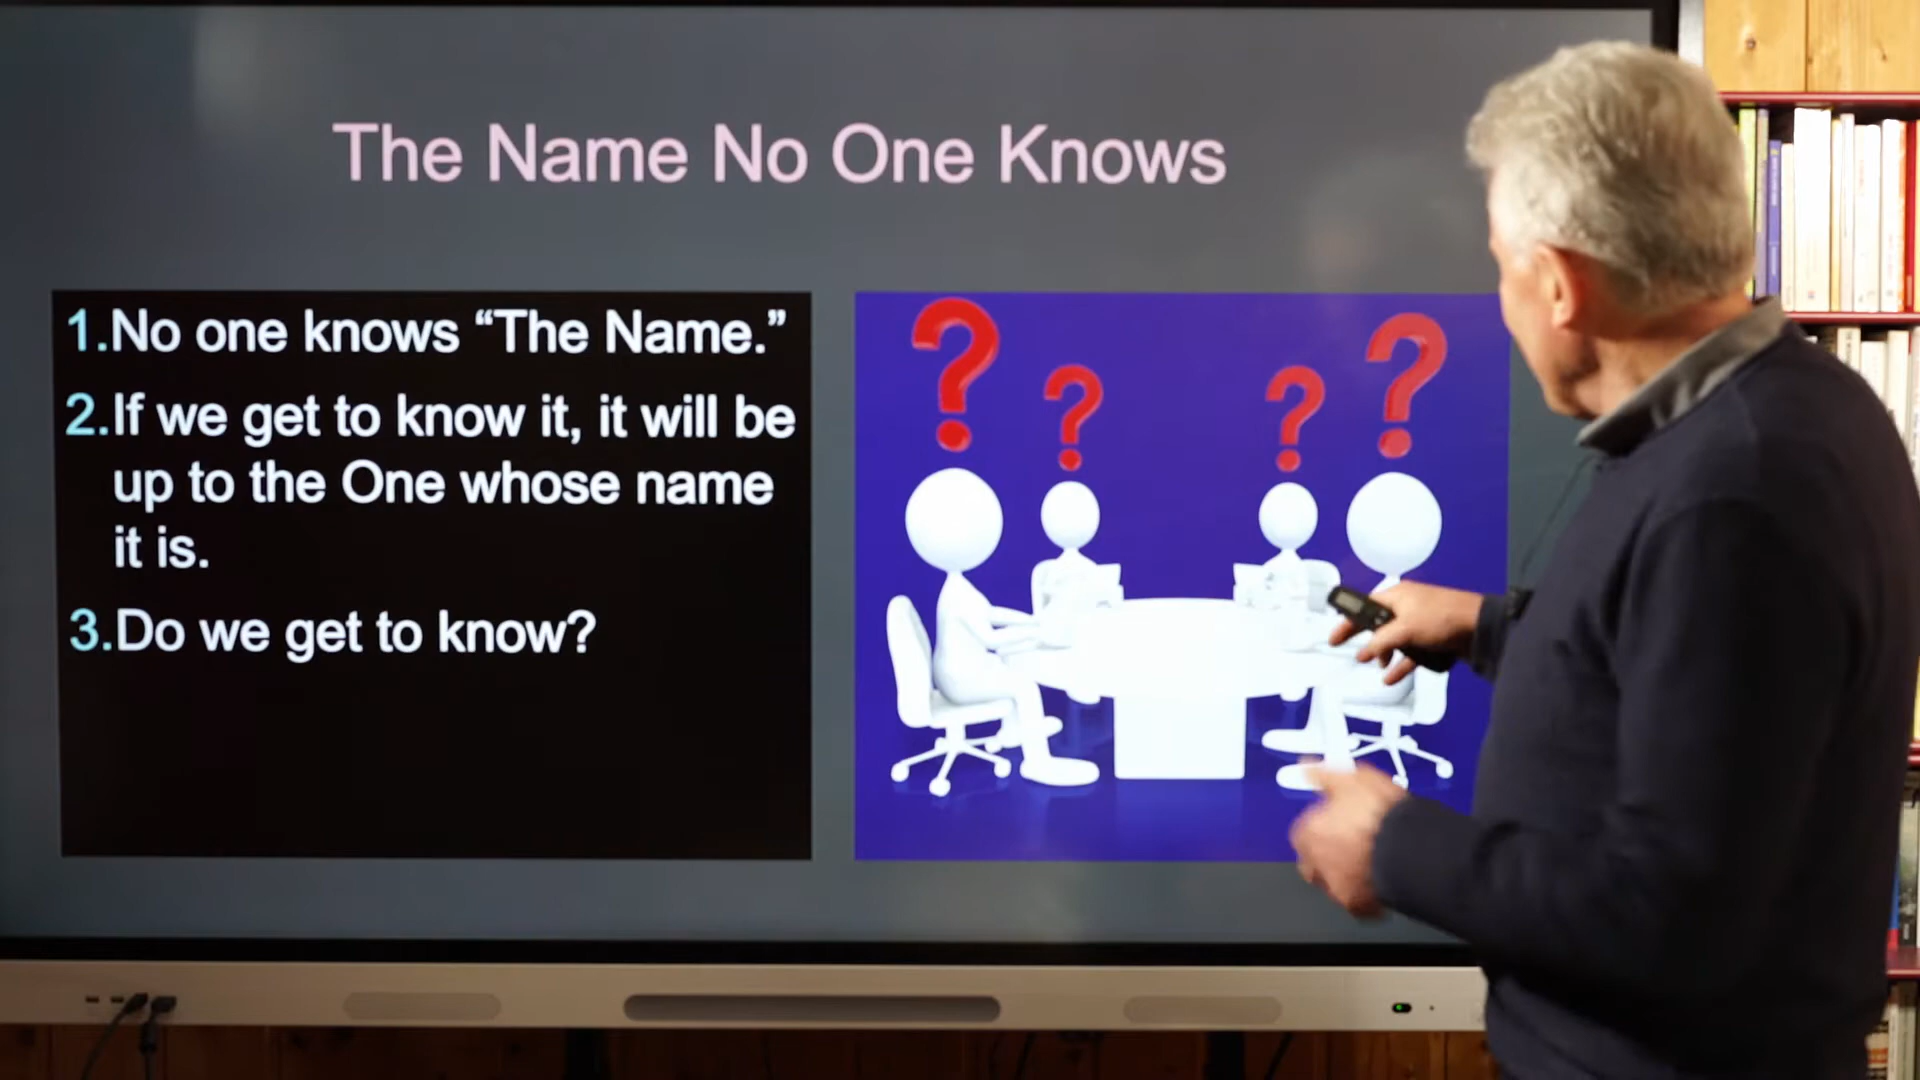 The Name No One Knows
1.No one knows “The Name.”
2.If we get to know it, it will be
up to the One whose name
it is.
3.Do we get to know?
? ? ? ?